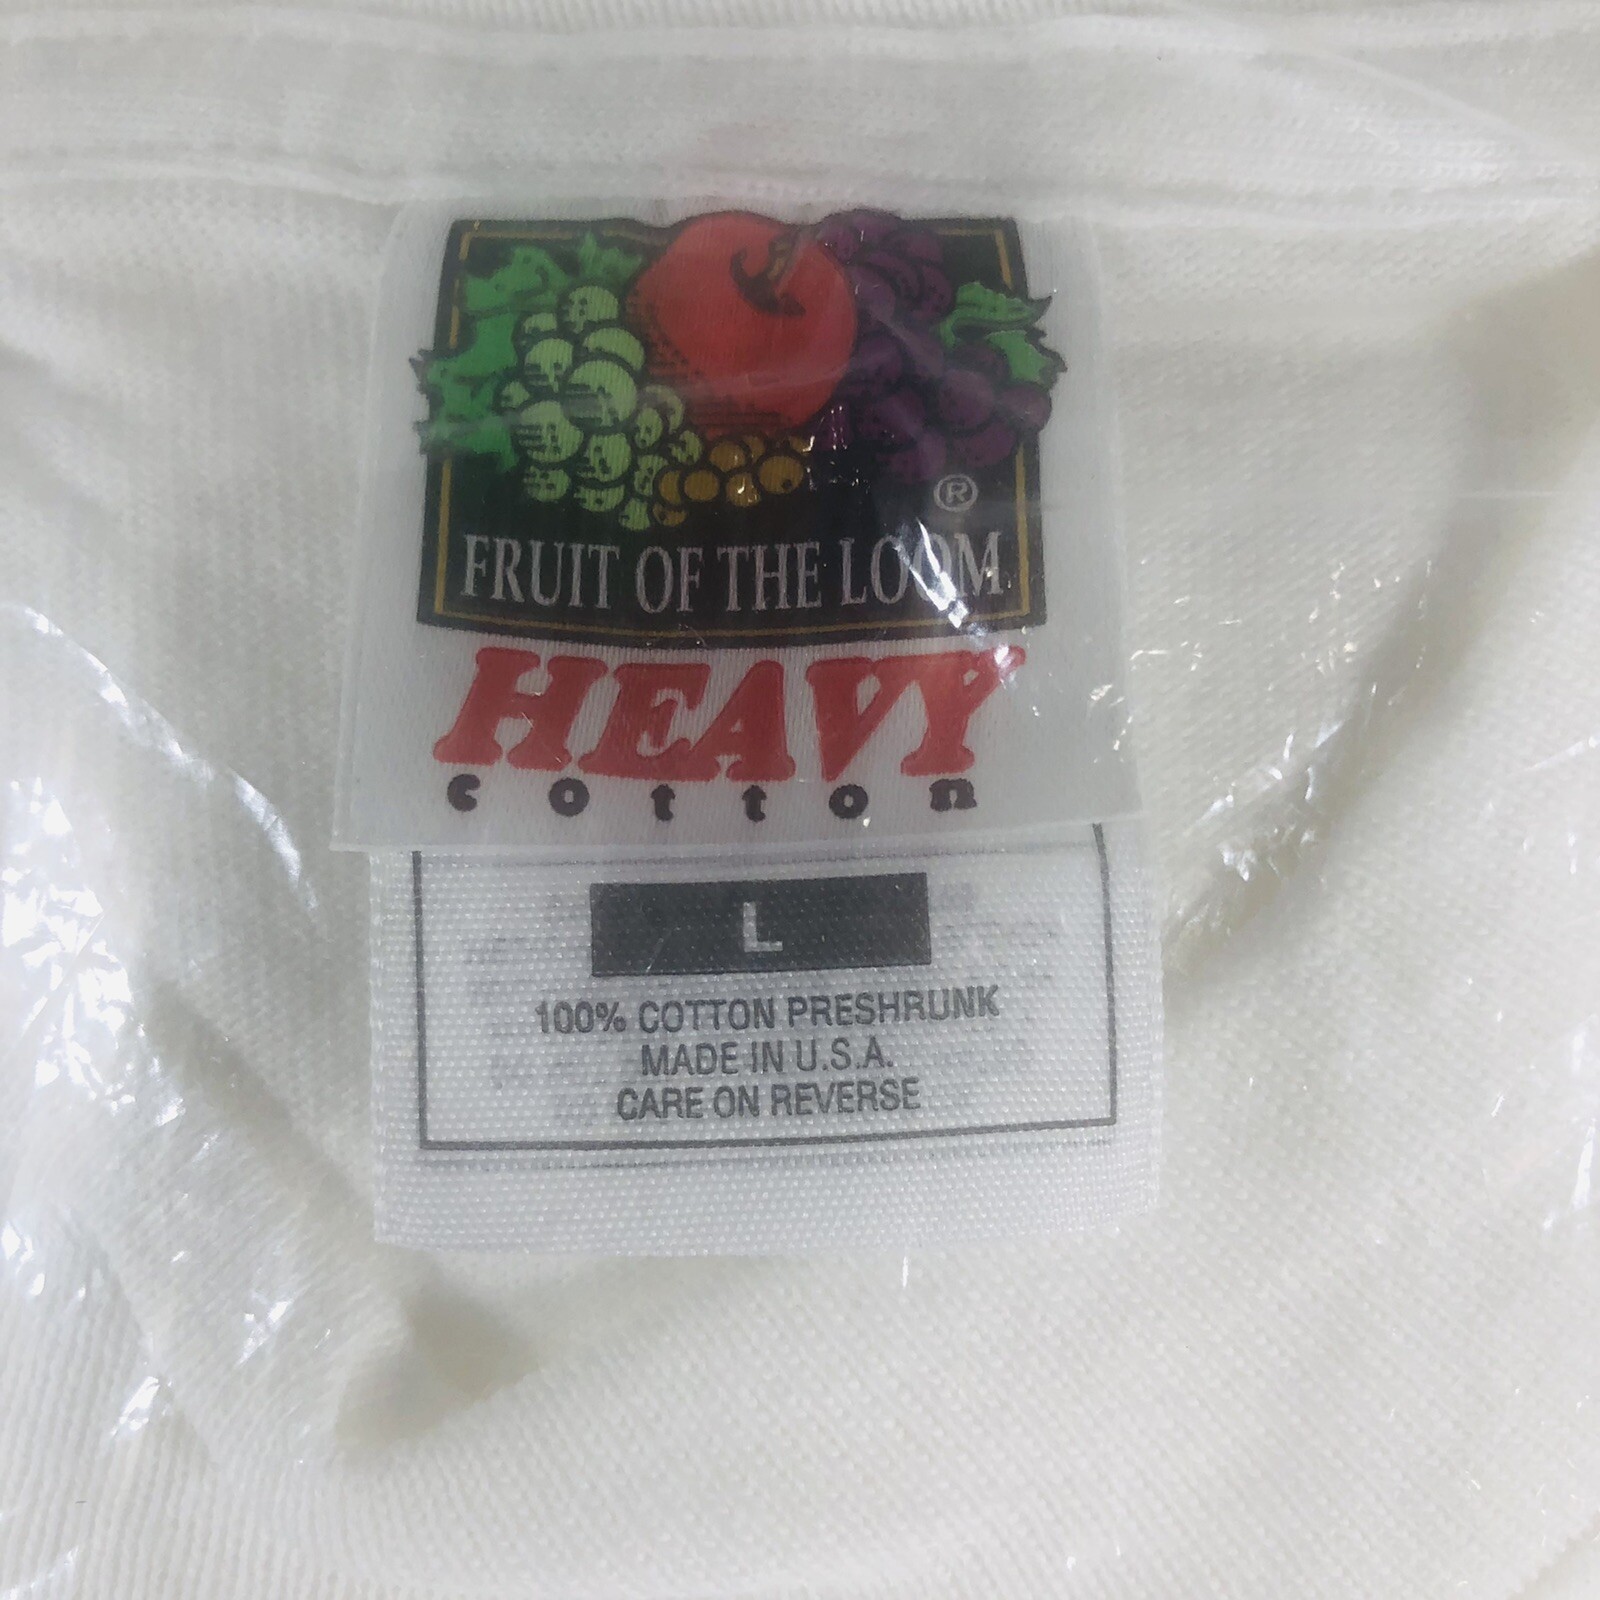 ®
FRUIT OF THE LOOM
HEAVY
cotton
L
100% COTTON PRESHRUNK
MADE IN U.S.A.
CARE ON REVERSE